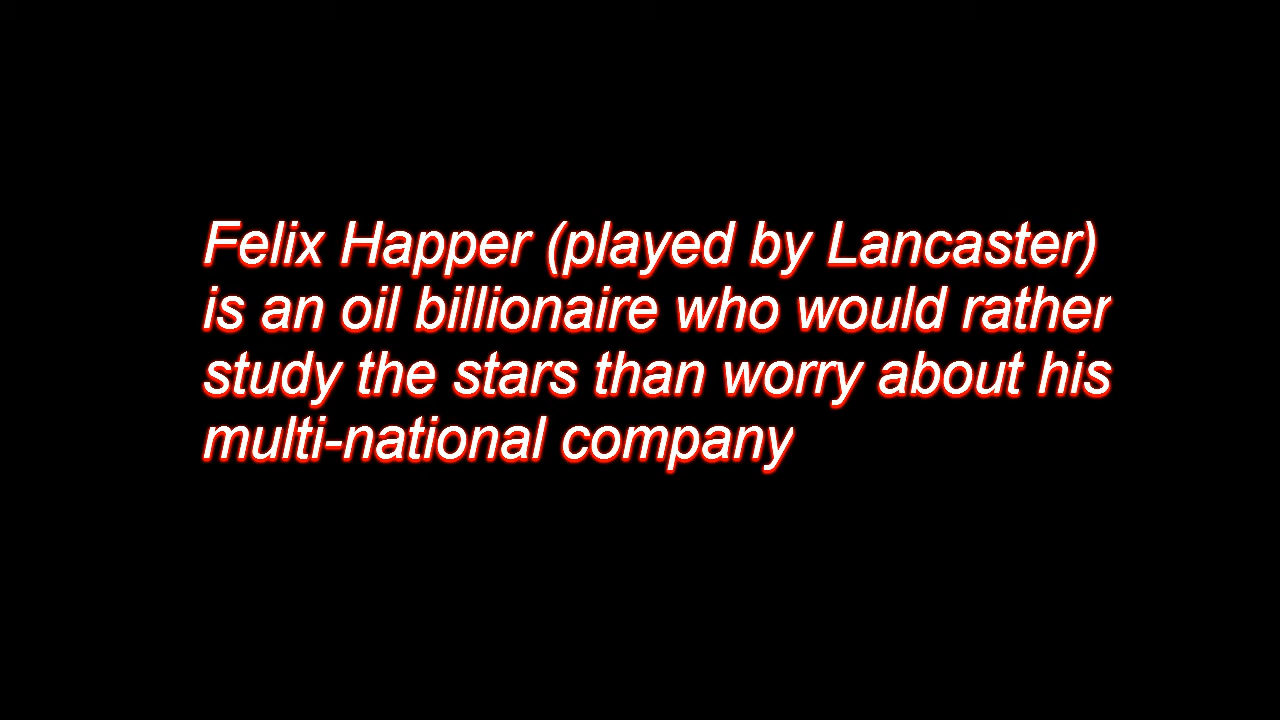 Felix Happer (played by Lancaster)
is an oil billionaire who would rather
study the stars than worry about his
multi-national company